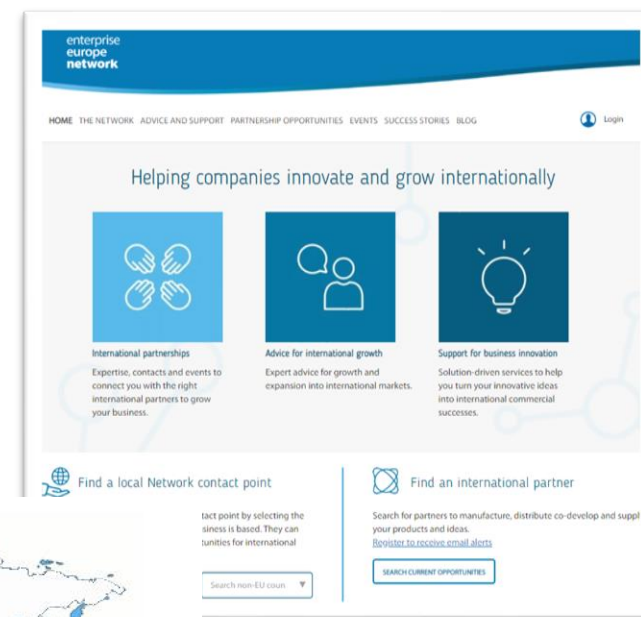 enterprise
europe
network
HOME THE NETWORK ADVICE AND SUPPORT PARTNERSHIP OPPORTUNITIES EVENTS SUCCESS STORIES BLOG
Login
Helping companies innovate and grow internationally
International partnerships
Expertise, contacts and events to
connect you with the right
international partners to grow
your business.
Advice for international growth
Expert advice for growth and
expansion into international markets.
Support for business innovation
Solution-driven services to help
you turn your innovative ideas
into international commercial
successes.
Find a local Network contact point
tact point by selecting the
siness is based. They can
tunities for international
Search non-EU coun
Find an international partner
Search for partners to manufacture, distribute co-develop and suppl
your products and ideas.
Register to receive email alerts
SEARCH CURRENT OPPORTUNITIES